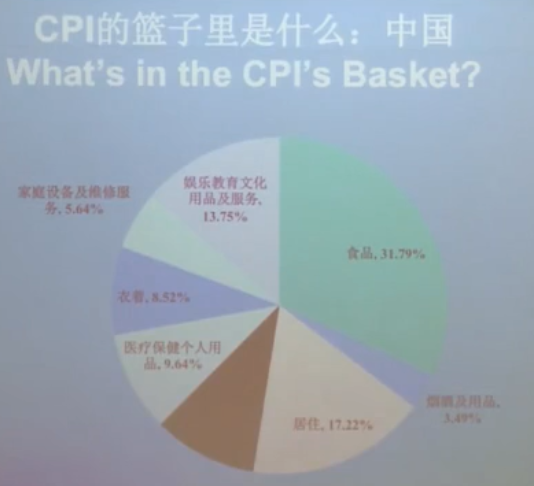 CPI的篮子里是什么：中国
What's in the CPI's Basket?
家庭设备及维修服
务, 5.64%
娱乐教育文化
用品及服务,
13.75%
食品, 31.79%
衣着, 8.52%
医疗保健个人用
品, 9.64%
烟酒及用品,
3.49%
居住, 17.22%